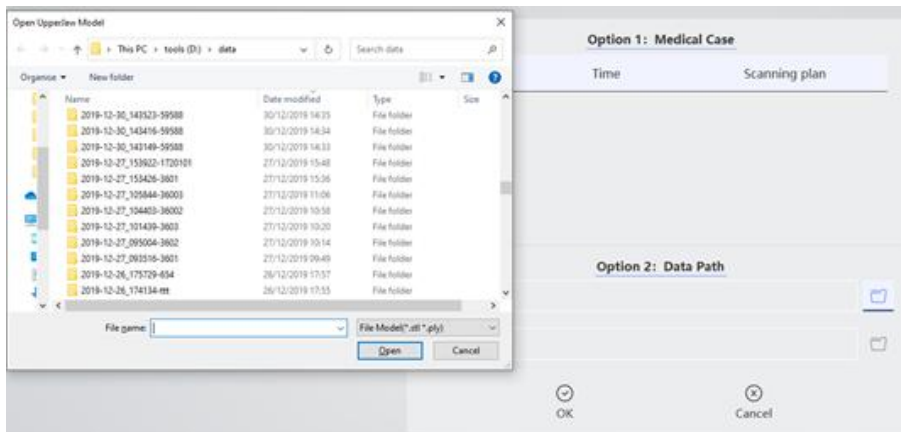 Open UpperJaw Model
This PC > tools (D:) > data
Search data
Organise
New folder
Name Date modified Type Size
2019-12-30_143523-59588 30/12/2019 14:35 File folder
2019-12-30_143416-59588 30/12/2019 14:34 File folder
2019-12-30_143149-59588 30/12/2019 14:33 File folder
2019-12-27_153922-1720101 27/12/2019 15:48 File folder
2019-12-27_153426-3601 27/12/2019 15:36 File folder
2019-12-27_105844-36003 27/12/2019 11:06 File folder
2019-12-27_104403-36002 27/12/2019 10:58 File folder
2019-12-27_101439-3603 27/12/2019 10:20 File folder
2019-12-27_095004-3602 27/12/2019 10:14 File folder
2019-12-27_093516-3601 27/12/2019 09:49 File folder
2019-12-26_175729-654 26/12/2019 17:57 File folder
2019-12-26_174134-ttt 26/12/2019 17:55 File folder
File name:
File Model(*.stl *.ply)
Open Cancel
Option 1: Medical Case
Time Scanning plan
Option 2: Data Path
OK Cancel